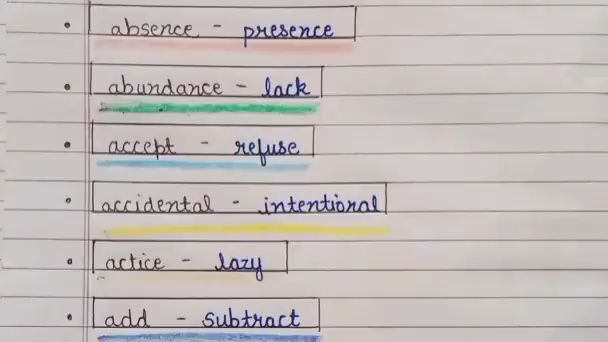 absence - presence
abundance - lack
accept - refuse
accidental - intentional
actice - lazy
add - subtract